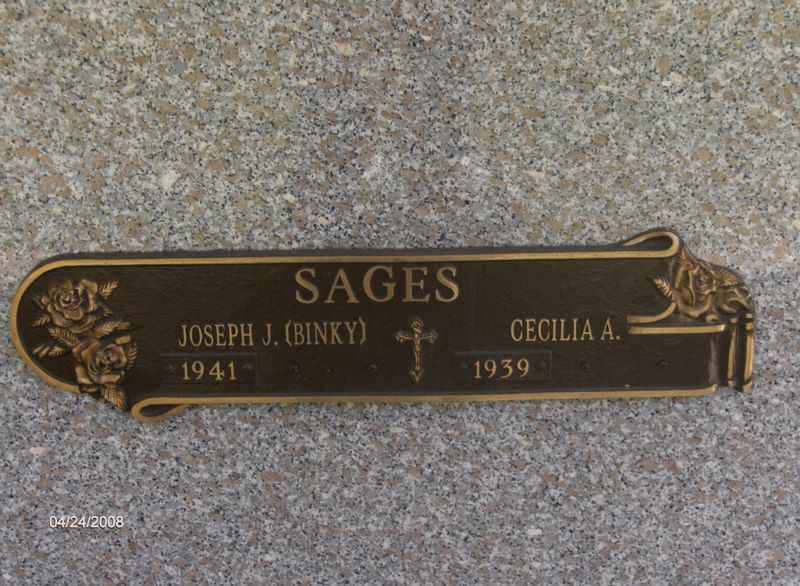 SAGES
JOSEPH J. (BINKY)
CECILIA A.
1941
1939
04/24/2008